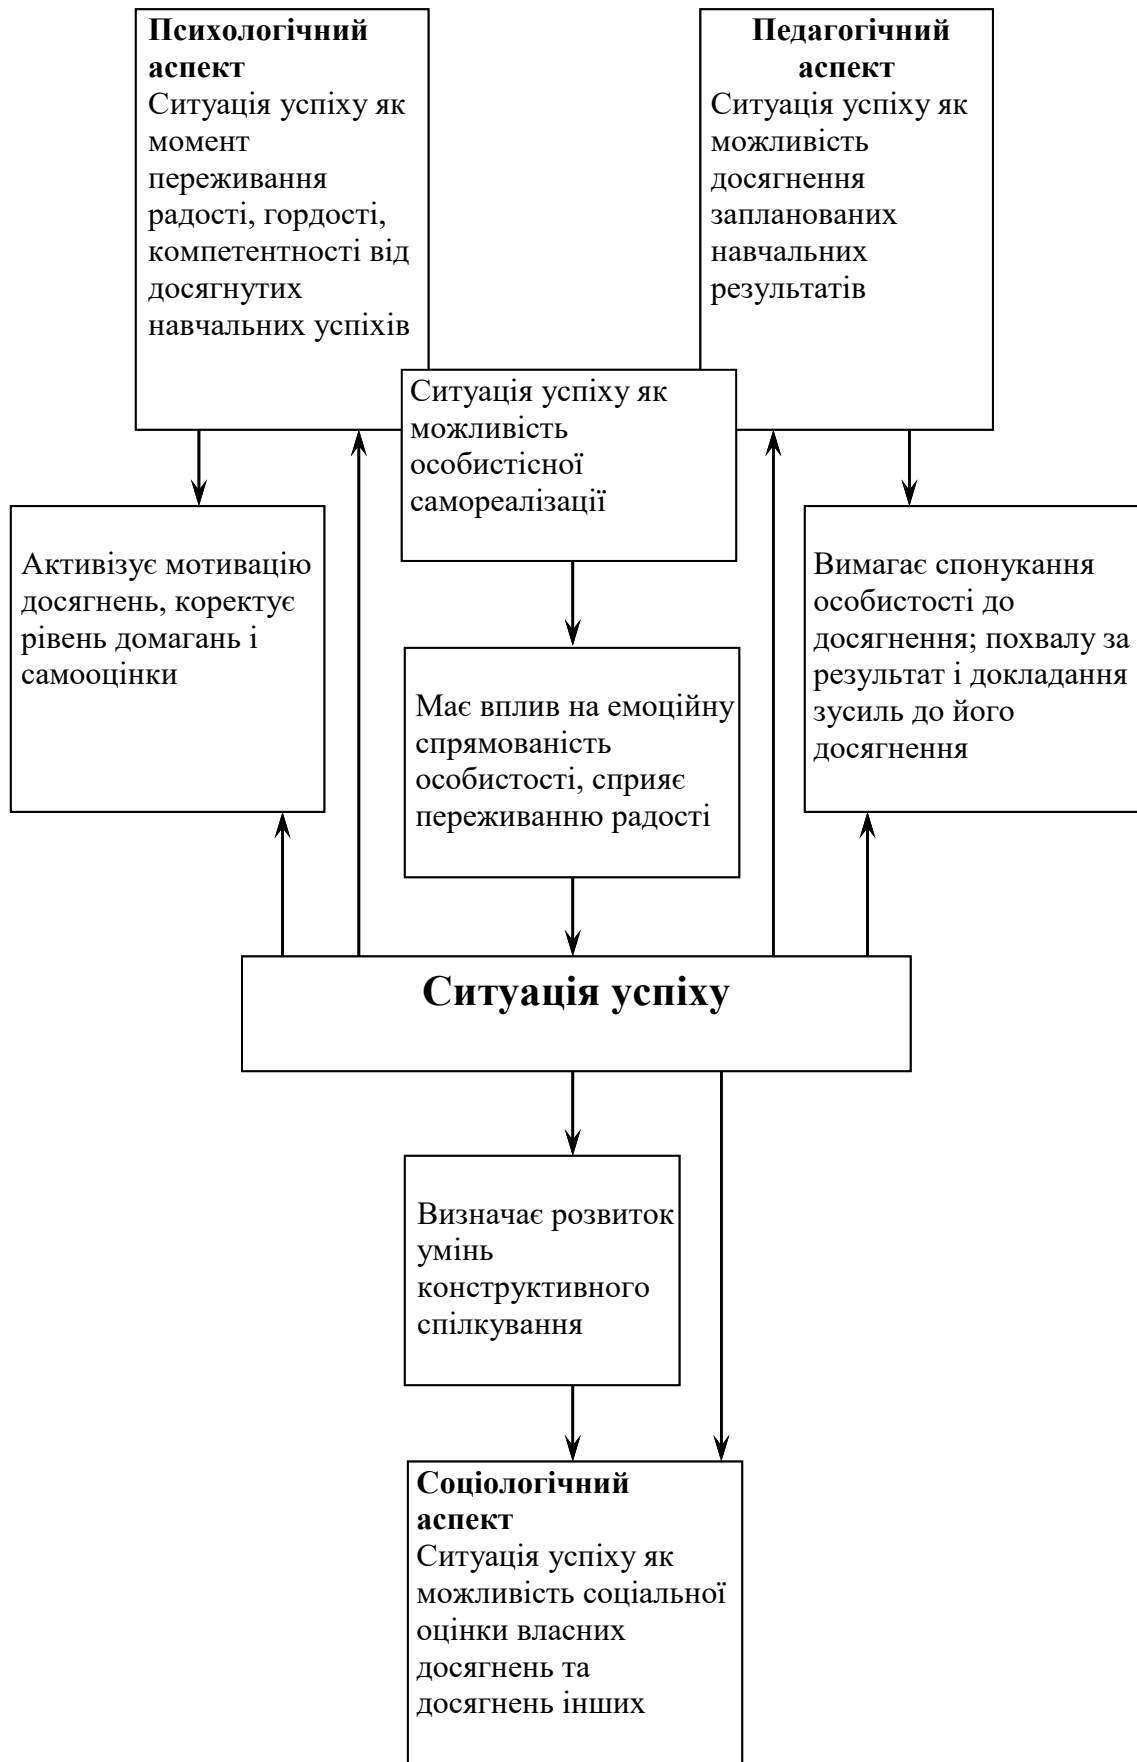 Психологічний
аспект
Ситуація успіху як
момент
переживання
радості, гордості,
компетентності від
досягнутих
навчальних успіхів
Педагогічний
аспект
Ситуація успіху як
можливість
досягнення
запланованих
навчальних
результатів
Ситуація успіху як
можливість
особистісної
самореалізації
Активізує мотивацію
досягнень, коректує
рівень домагань і
самооцінки
Має вплив на емоційну
спрямованість
особистості, сприяє
переживанню радості
Вимагає спонукання
особистості до
досягнення; похвалу за
результат і докладання
зусиль до його
досягнення
Ситуація успіху
Визначає розвиток
умінь
конструктивного
спілкування
Соціологічний
аспект
Ситуація успіху як
можливість соціальної
оцінки власних
досягнень та
досягнень інших